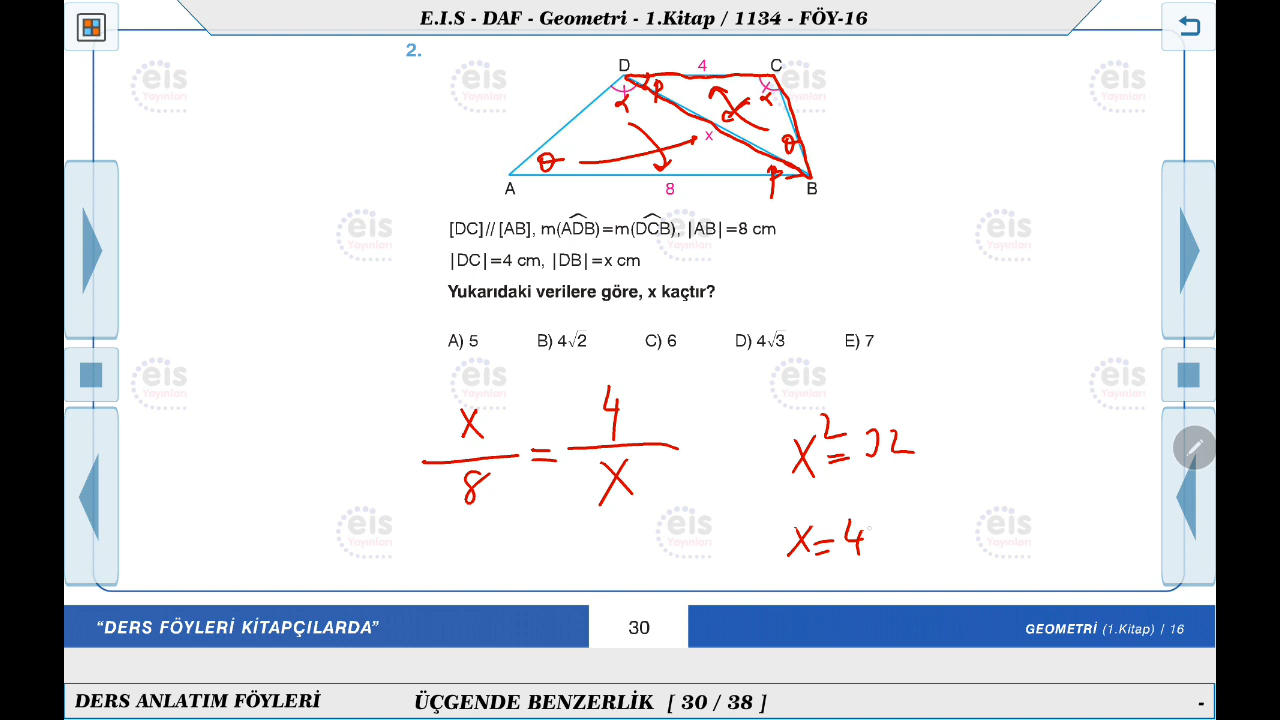 E.I.S - DAF - Geometri - 1.Kitap / 1134 - FÖY-16
2.
D 4 C
α β α
x
θ θ
A 8 B
β
[DC]//[AB], m(ADB)=m(DCB), |AB|=8 cm
|DC|=4 cm, |DB|=x cm
Yukarıdaki verilere göre, x kaçtır?
A) 5 B) 4√2 C) 6 D) 4√3 E) 7
x/8 = 4/x
x²=32
x=4
eis Yayınları
"DERS FÖYLERİ KİTAPÇILARDA" 30 GEOMETRİ (1.Kitap) / 16
DERS ANLATIM FÖYLERİ ÜÇGENDE BENZERLİK [ 30 / 38 ] -